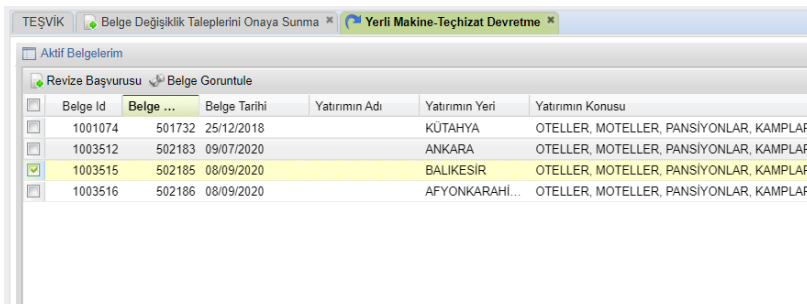 TEŞVİK Belge Değişiklik Taleplerini Onaya Sunma Yerli Makine-Teçhizat Devretme
Aktif Belgelerim
Revize Başvurusu Belge Goruntule
Belge Id Belge ... Belge Tarihi Yatırımın Adı Yatırımın Yeri Yatırımın Konusu
1001074 501732 25/12/2018 KÜTAHYA OTELLER, MOTELLER, PANSİYONLAR, KAMPLAR
1003512 502183 09/07/2020 ANKARA OTELLER, MOTELLER, PANSİYONLAR, KAMPLAR
1003515 502185 08/09/2020 BALIKESİR OTELLER, MOTELLER, PANSİYONLAR, KAMPLAR
1003516 502186 08/09/2020 AFYONKARAHİ... OTELLER, MOTELLER, PANSİYONLAR, KAMPLAR